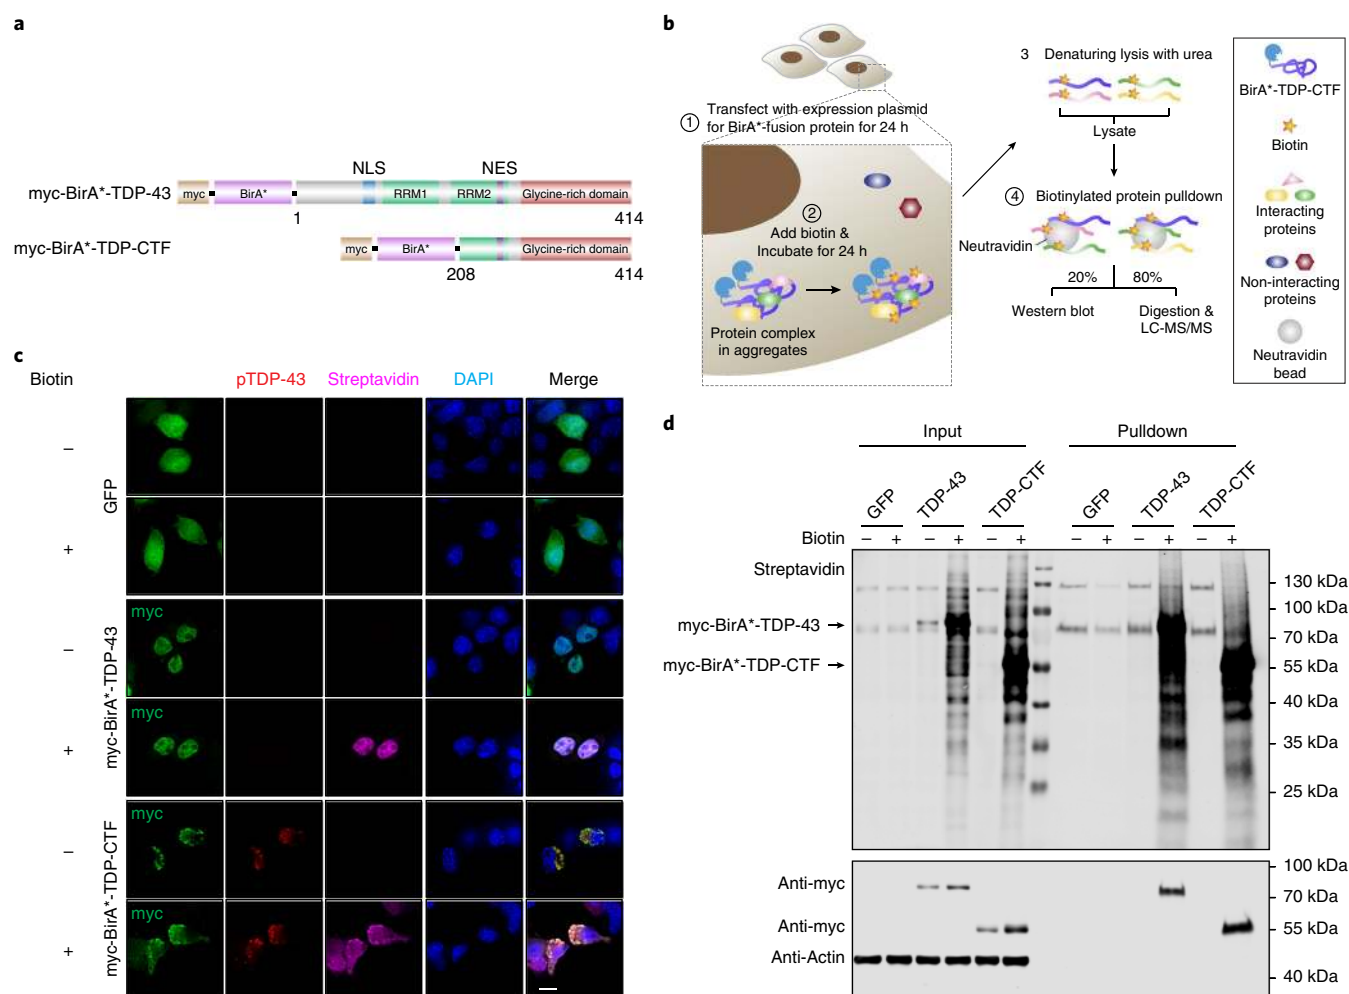 a
NLS
NES
myc-BirA*-TDP-43
myc
BirA*
RRM1
RRM2
Glycine-rich domain
1
414
myc-BirA*-TDP-CTF
myc
BirA*
Glycine-rich domain
208
414
b
1 Transfect with expression plasmid
for BirA*-fusion protein for 24 h
2
Add biotin &
Incubate for 24 h
Protein complex
in aggregates
3 Denaturing lysis with urea
Lysate
4 Biotinylated protein pulldown
Neutravidin
20%
80%
Western blot
Digestion &
LC-MS/MS
BirA*-TDP-CTF
Biotin
Interacting
proteins
Non-interacting
proteins
Neutravidin
bead
c
Biotin
pTDP-43
Streptavidin
DAPI
Merge
GFP
–
+
myc-BirA*-TDP-43
myc
–
myc
+
myc-BirA*-TDP-CTF
myc
–
myc
+
d
Input
Pulldown
GFP
TDP-43
TDP-CTF
GFP
TDP-43
TDP-CTF
Biotin – + – + – + – + – + – +
Streptavidin
myc-BirA*-TDP-43
myc-BirA*-TDP-CTF
130 kDa
100 kDa
70 kDa
55 kDa
40 kDa
35 kDa
25 kDa
Anti-myc
Anti-myc
Anti-Actin
100 kDa
70 kDa
55 kDa
40 kDa